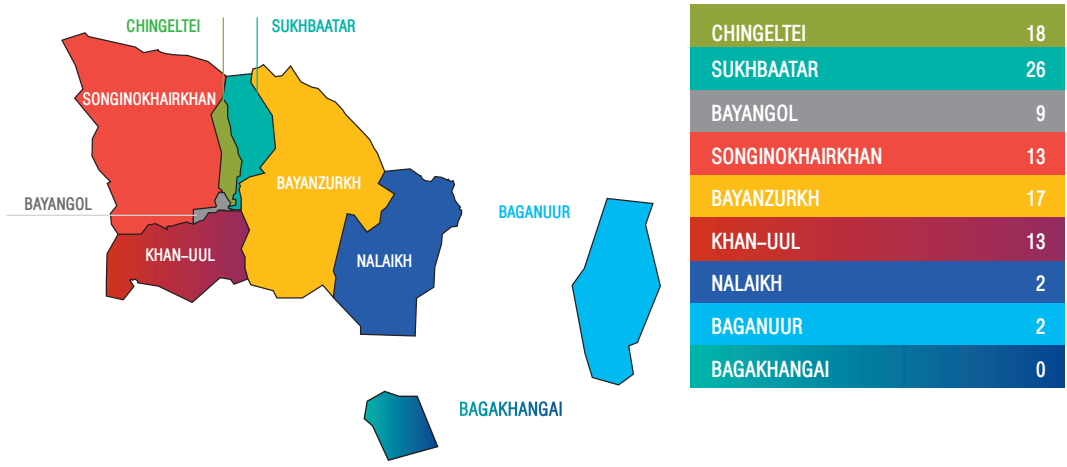 CHINGELTEI
SUKHBAATAR
SONGINOKHAIRKHAN
BAYANZURKH
BAYANGOL
KHAN–UUL
NALAIKH
BAGANUUR
BAGAKHANGAI
CHINGELTEI 18
SUKHBAATAR 26
BAYANGOL 9
SONGINOKHAIRKHAN 13
BAYANZURKH 17
KHAN–UUL 13
NALAIKH 2
BAGANUUR 2
BAGAKHANGAI 0